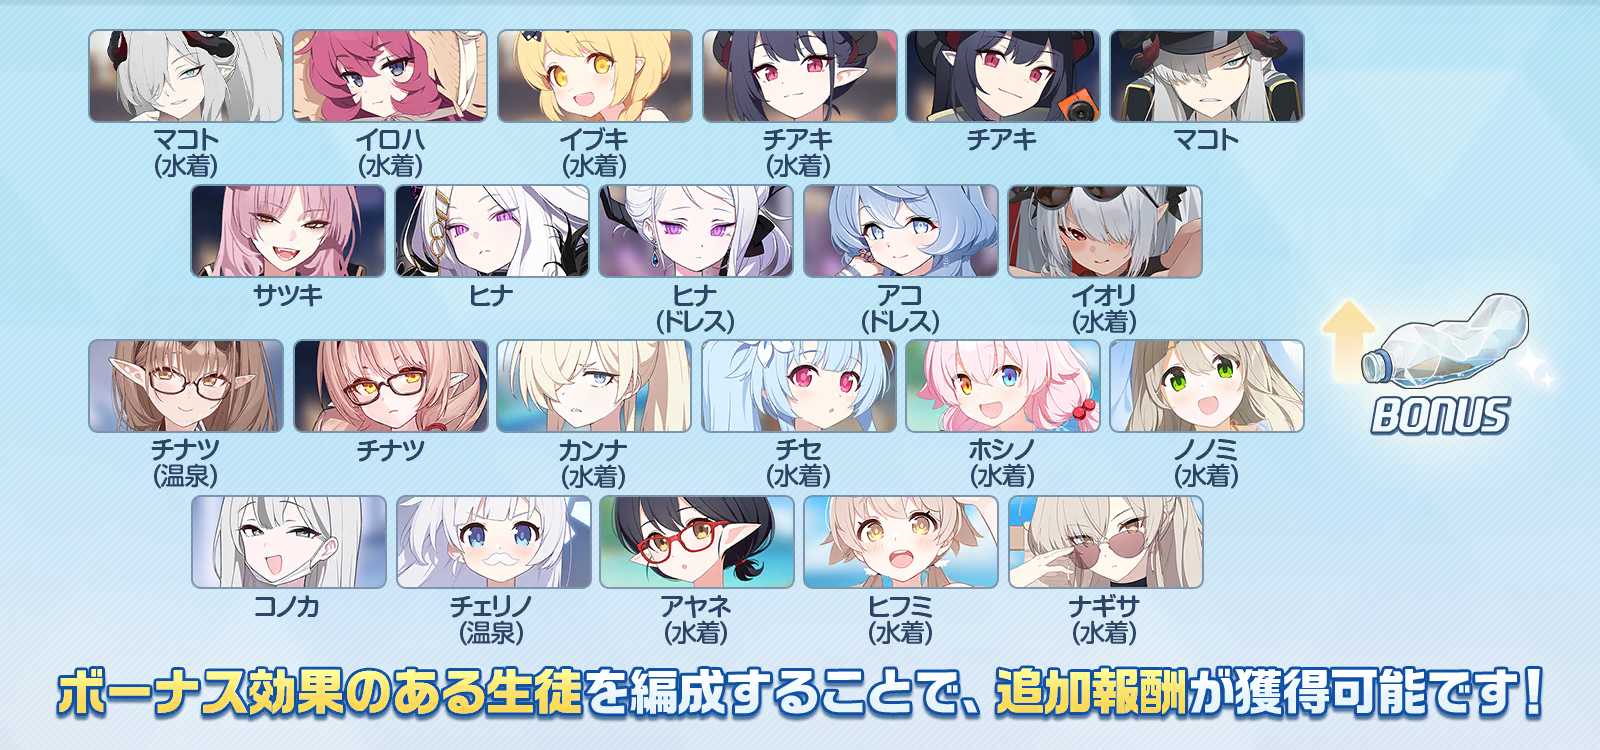 マコト
(水着)
イロハ
(水着)
イブキ
(水着)
チアキ
(水着)
チアキ
マコト
サツキ
ヒナ
ヒナ
(ドレス)
アコ
(ドレス)
イオリ
(水着)
チナツ
(温泉)
チナツ
カンナ
(水着)
チセ
(水着)
ホシノ
(水着)
ノノミ
(水着)
BONUS
コノカ
チェリノ
(温泉)
アヤネ
(水着)
ヒフミ
(水着)
ナギサ
(水着)
ボーナス効果のある生徒を編成することで、追加報酬が獲得可能です！